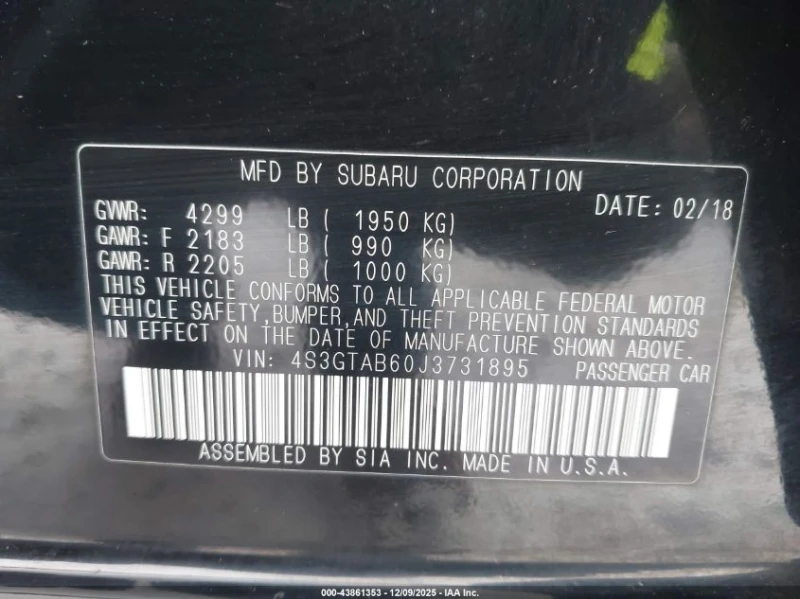 MFD BY SUBARU CORPORATION
DATE: 02/18
GVWR: 4299 LB ( 1950 KG)
GAWR: F 2183 LB ( 990 KG)
GAWR: R 2205 LB ( 1000 KG)
THIS VEHICLE CONFORMS TO ALL APPLICABLE FEDERAL MOTOR
VEHICLE SAFETY,BUMPER,AND THEFT PREVENTION STANDARDS
IN EFFECT ON THE DATE OF MANUFACTURE SHOWN ABOVE.
VIN: 4S3GTAB60J3731895 PASSENGER CAR
ASSEMBLED BY SIA INC. MADE IN U.S.A.
000-43861353 - 12/09/2025 - IAA Inc.